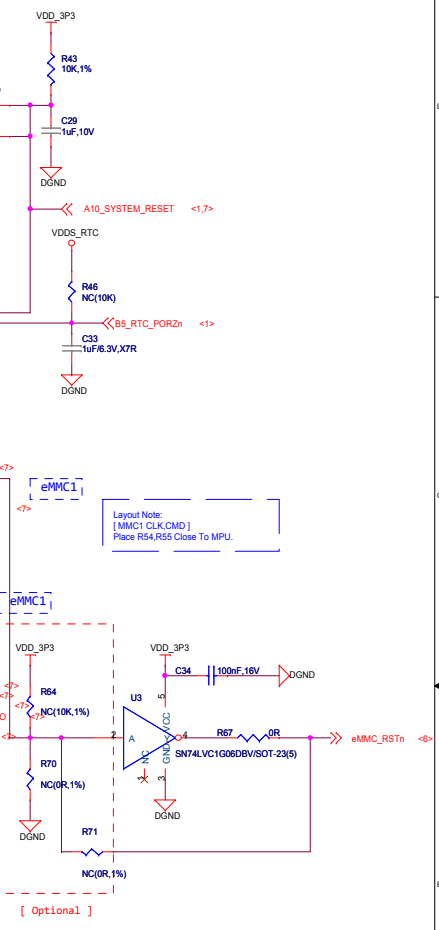 VDD_3P3
R43
10K,1%
C29
1uF,10V
DGND
A10_SYSTEM_RESET <1,7>
VDDS_RTC
R46
NC(10K)
B5_RTC_PORZn <1>
C33
1uF/6.3V,X7R
DGND
<7>
eMMC1
<7>
Layout Note:
[ MMC1 CLK,CMD ]
Place R54,R55 Close To MPU.
eMMC1
VDD_3P3
VDD_3P3
C34
100nF,16V
DGND
<7>
R64
<7>
NC(10K,1%)
<7>
O
<7>
<7>
U3
5
VCC
2
A
Y
4
NC
GND
1
3
R67
0R
SN74LVC1G06DBV/SOT-23(5)
eMMC_RSTn <6>
R70
NC(0R,1%)
DGND
DGND
R71
NC(0R,1%)
[ Optional ]